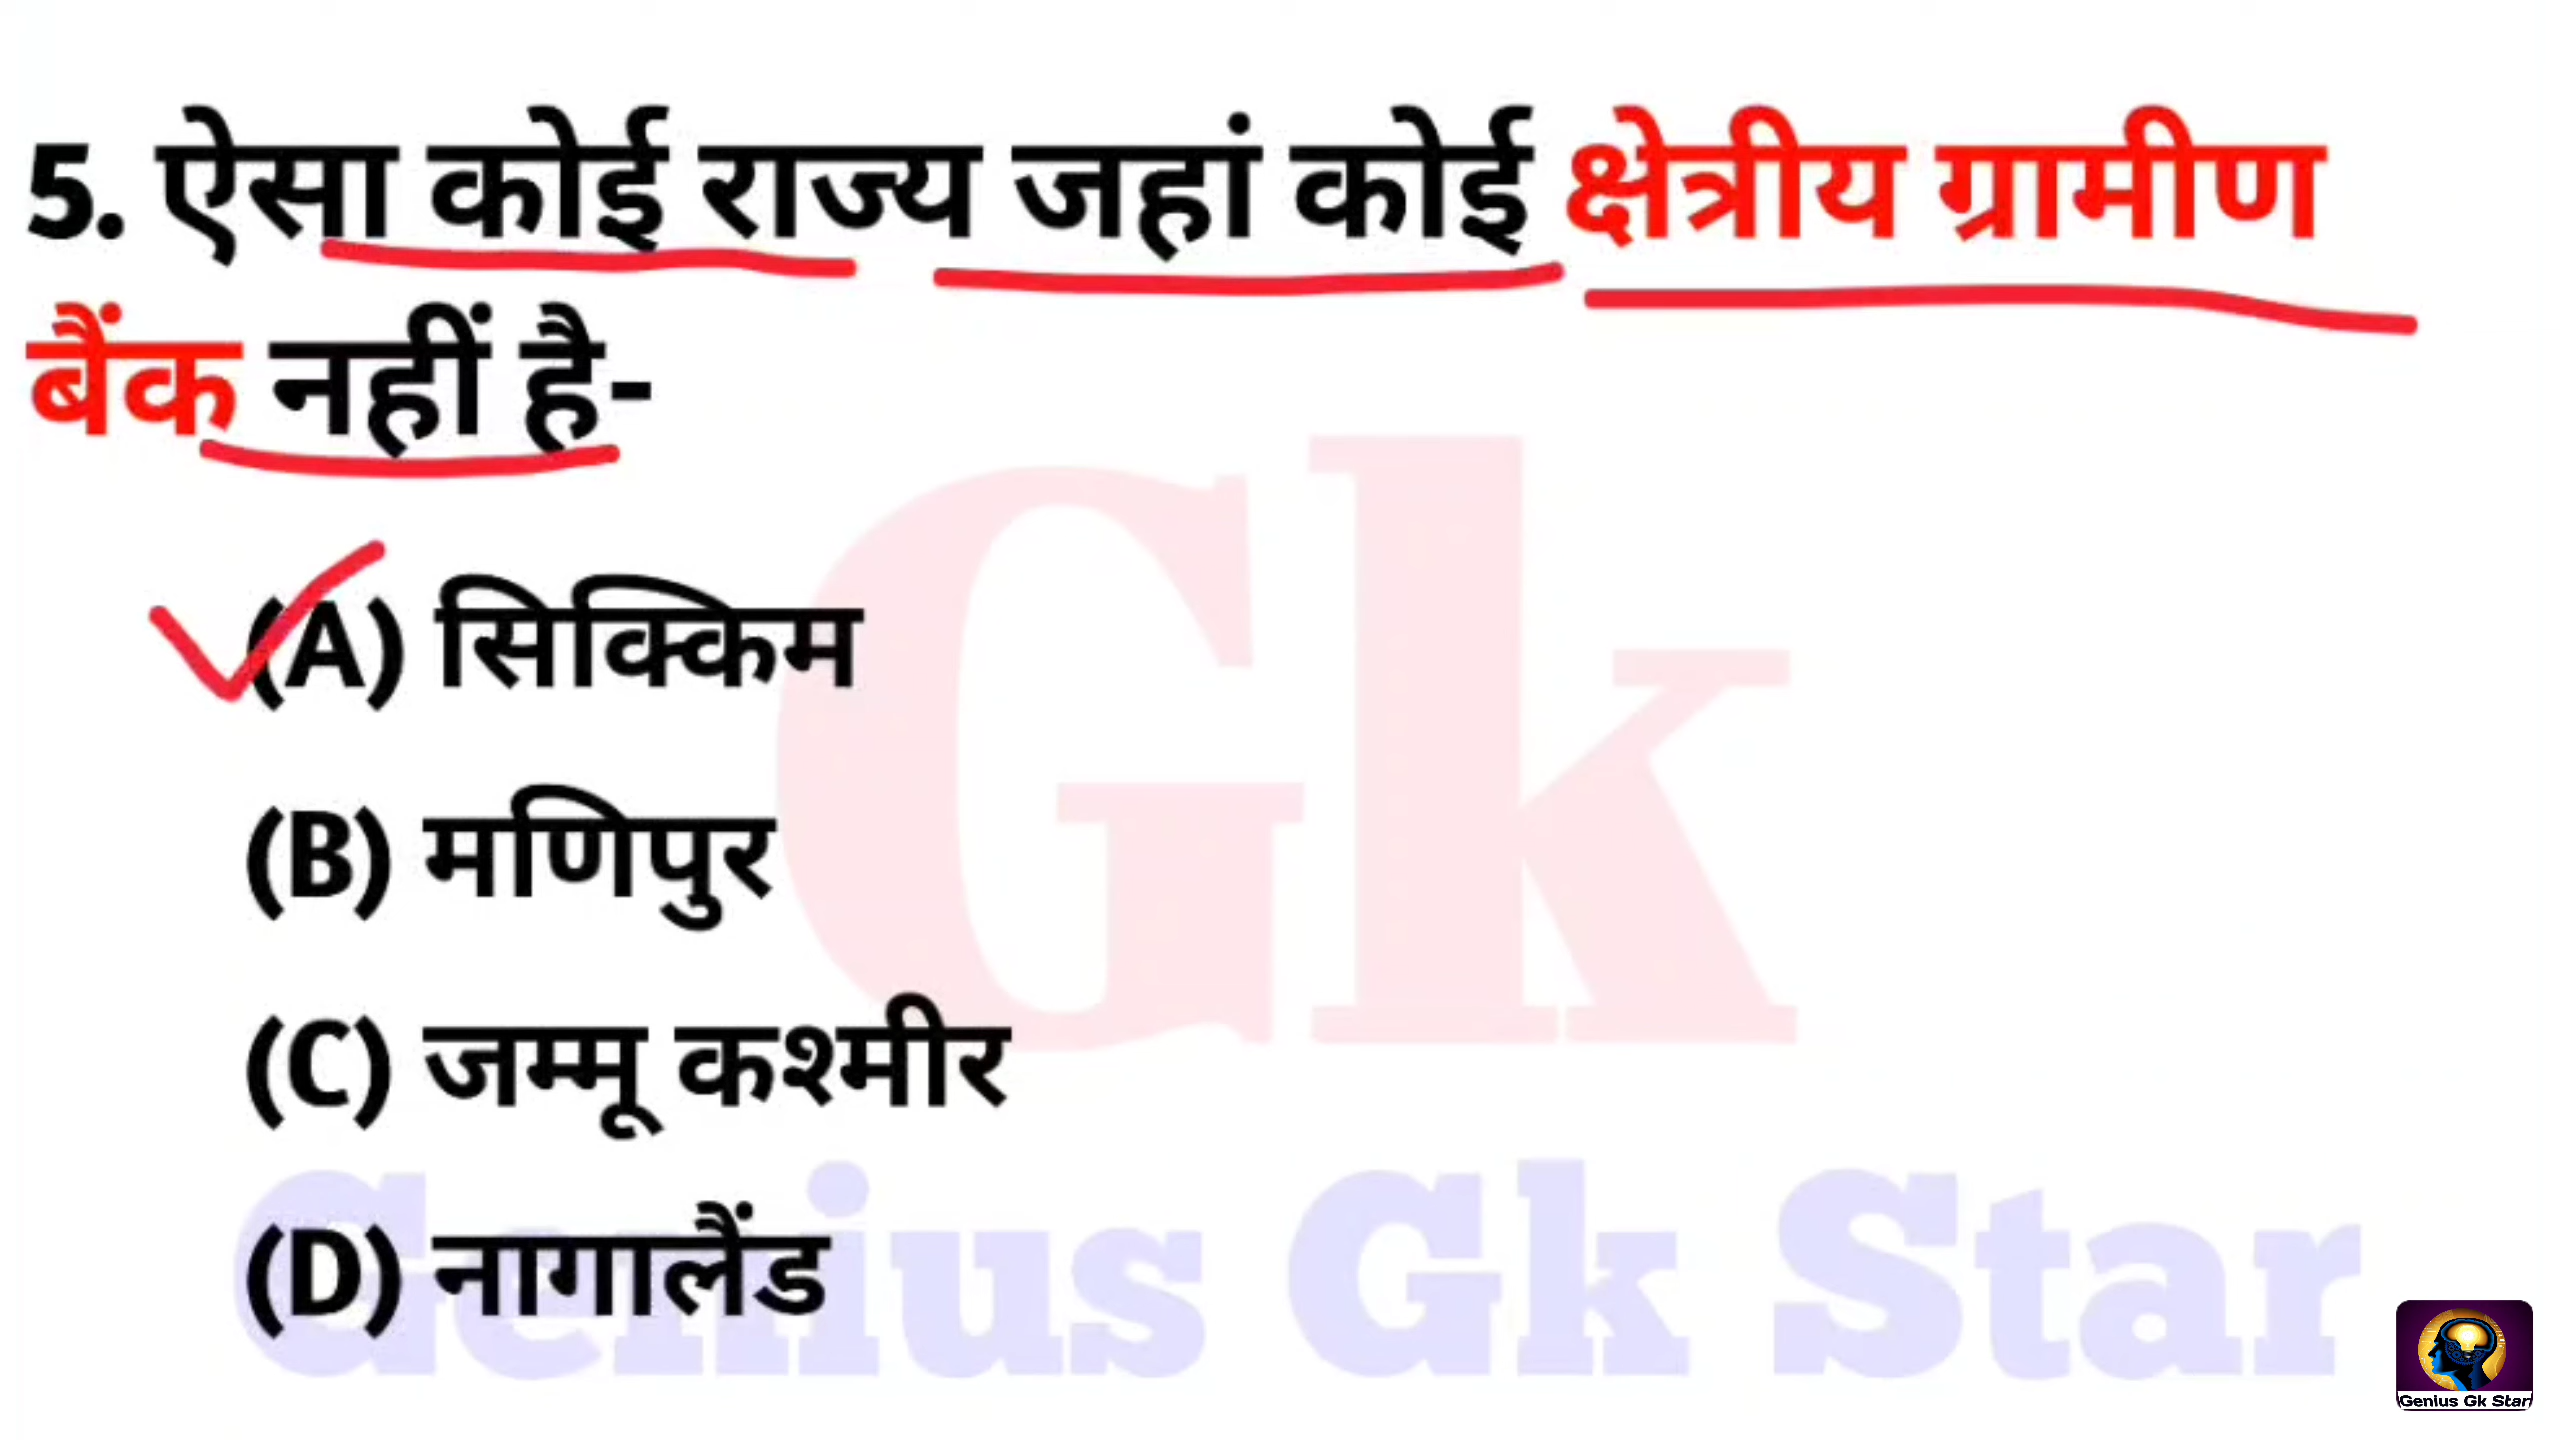 5. ऐसा कोई राज्य जहां कोई क्षेत्रीय ग्रामीण
बैंक नहीं है-
(A) सिक्किम
(B) मणिपुर
(C) जम्मू कश्मीर
(D) नागालैंड
Gk
Genius Gk Star
Genius Gk Star